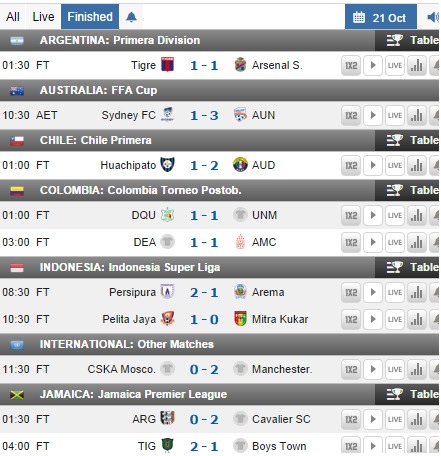 All Live Finished 21 Oct
ARGENTINA: Primera Division Table
01:30 FT Tigre 1 - 1 Arsenal S. 1X2 LIVE
AUSTRALIA: FFA Cup
10:30 AET Sydney FC 1 - 3 AUN 1X2 LIVE
CHILE: Chile Primera Table
01:00 FT Huachipato 1 - 2 AUD 1X2 LIVE
COLOMBIA: Colombia Torneo Postob. Table
01:00 FT DQU 1 - 1 UNM 1X2 LIVE
03:00 FT DEA 1 - 1 AMC 1X2 LIVE
INDONESIA: Indonesia Super Liga Table
08:30 FT Persipura 2 - 1 Arema 1X2 LIVE
10:30 FT Pelita Jaya 1 - 0 Mitra Kukar 1X2 LIVE
INTERNATIONAL: Other Matches
11:30 FT CSKA Mosco. 0 - 2 Manchester. 1X2 LIVE
JAMAICA: Jamaica Premier League Table
01:30 FT ARG 0 - 2 Cavalier SC 1X2 LIVE
04:00 FT TIG 2 - 1 Boys Town 1X2 LIVE